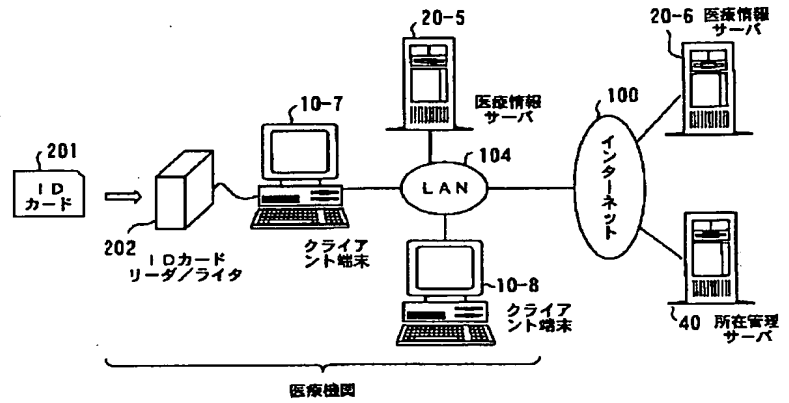 20-5
20-6 医療情報
サーバ
10-7
医療情報
サーバ
100
201
104
ID
カード
LAN
インターネット
202
IDカード
リーダ/ライタ
クライア
ント端末
10-8
クライア
ント端末
40 所在管理
サーバ
医療機図